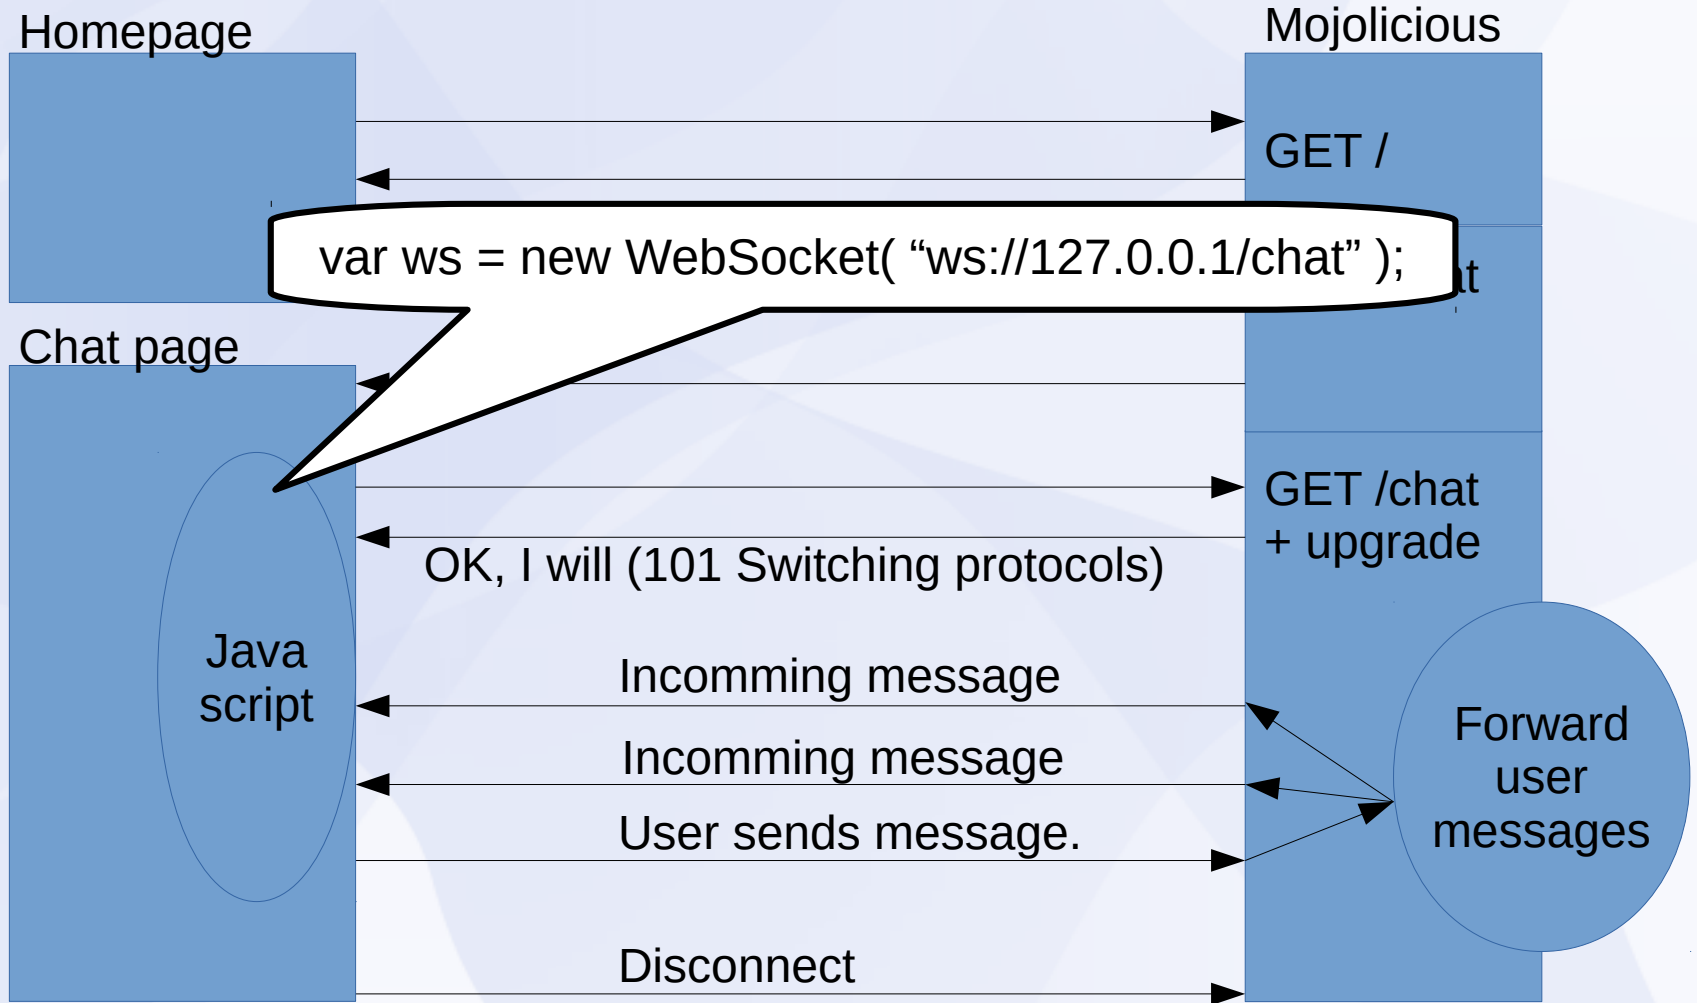 Homepage
Mojolicious
GET /
var ws = new WebSocket( “ws://127.0.0.1/chat” );
Chat page
GET /chat
+ upgrade
OK, I will (101 Switching protocols)
Java
script
Incomming message
Incomming message
User sends message.
Forward
user
messages
Disconnect